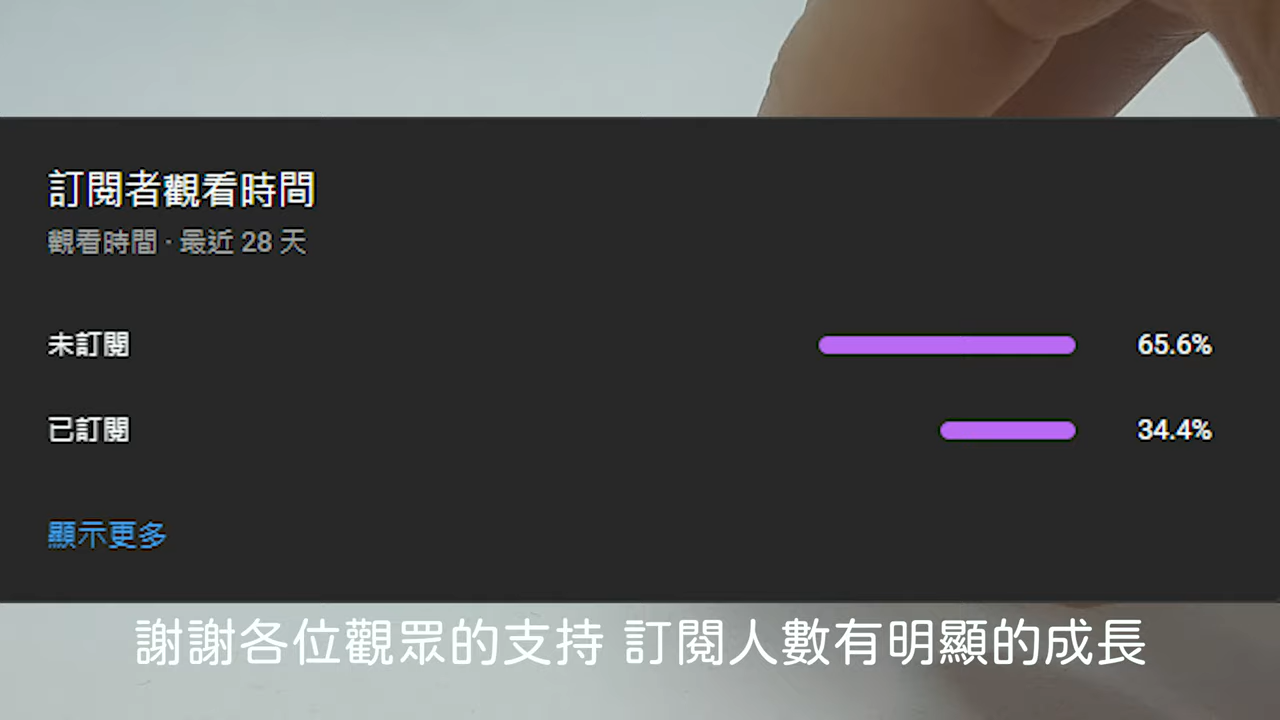 訂閱者觀看時間
觀看時間 · 最近 28 天
未訂閱 65.6%
已訂閱 34.4%
顯示更多
謝謝各位觀眾的支持 訂閱人數有明顯的成長